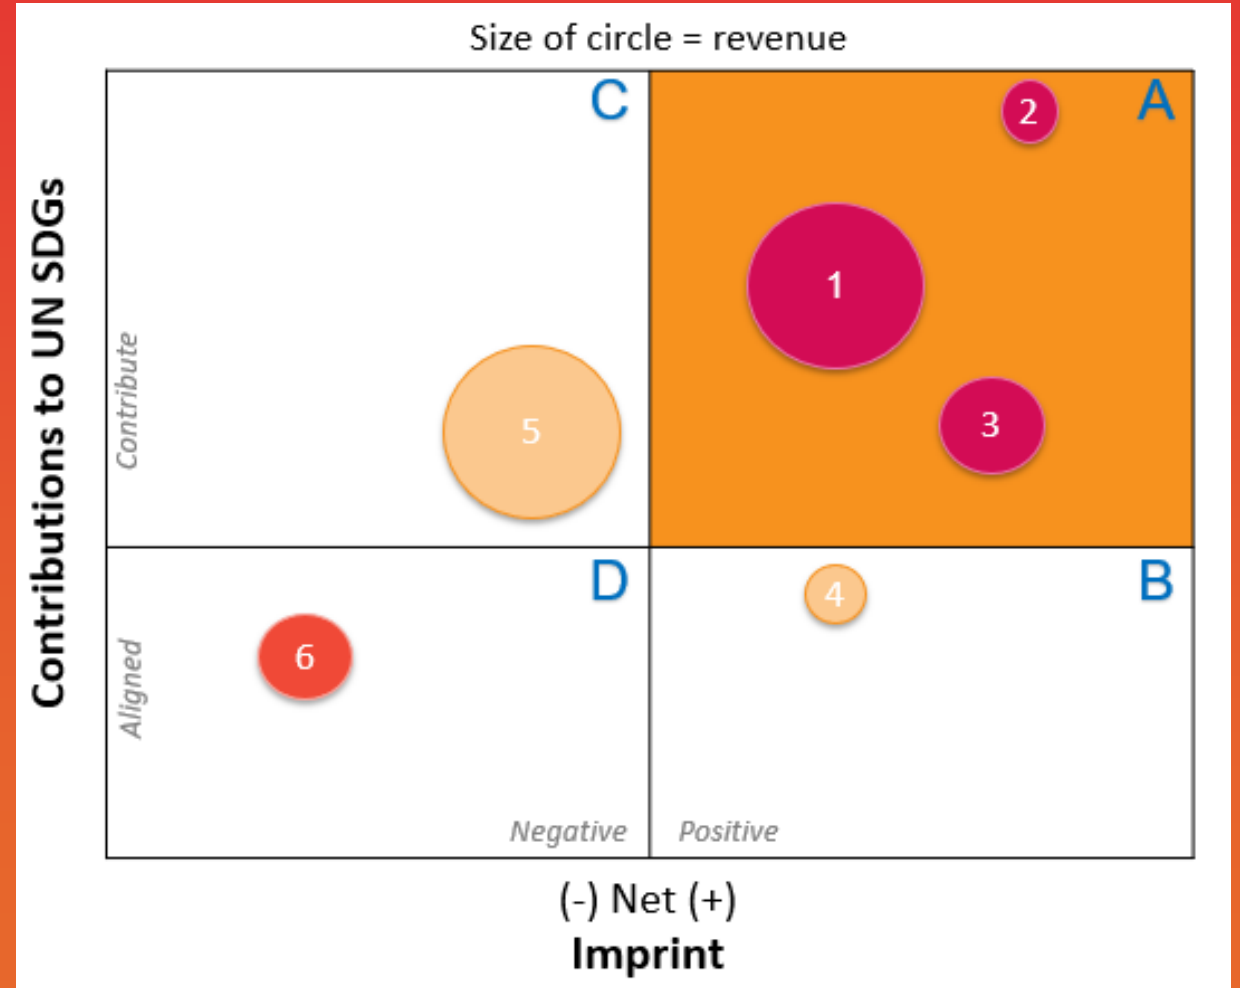 Size of circle = revenue
C
A
2
1
3
5
Contributions to UN SDGs
Contribute
D
B
4
6
Aligned
Negative
Positive
(-) Net (+)
Imprint